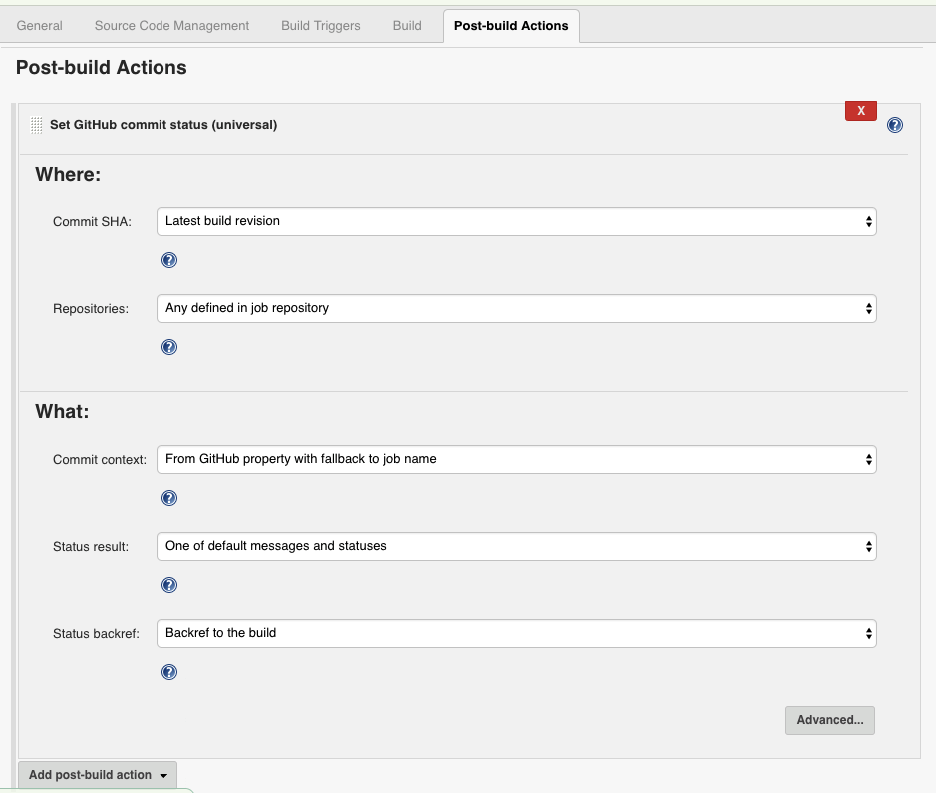 General Source Code Management Build Triggers Build Post-build Actions
Post-build Actions
X
Set GitHub commit status (universal) ?
Where:
Commit SHA: Latest build revision
?
Repositories: Any defined in job repository
?
What:
Commit context: From GitHub property with fallback to job name
?
Status result: One of default messages and statuses
?
Status backref: Backref to the build
?
Advanced...
Add post-build action